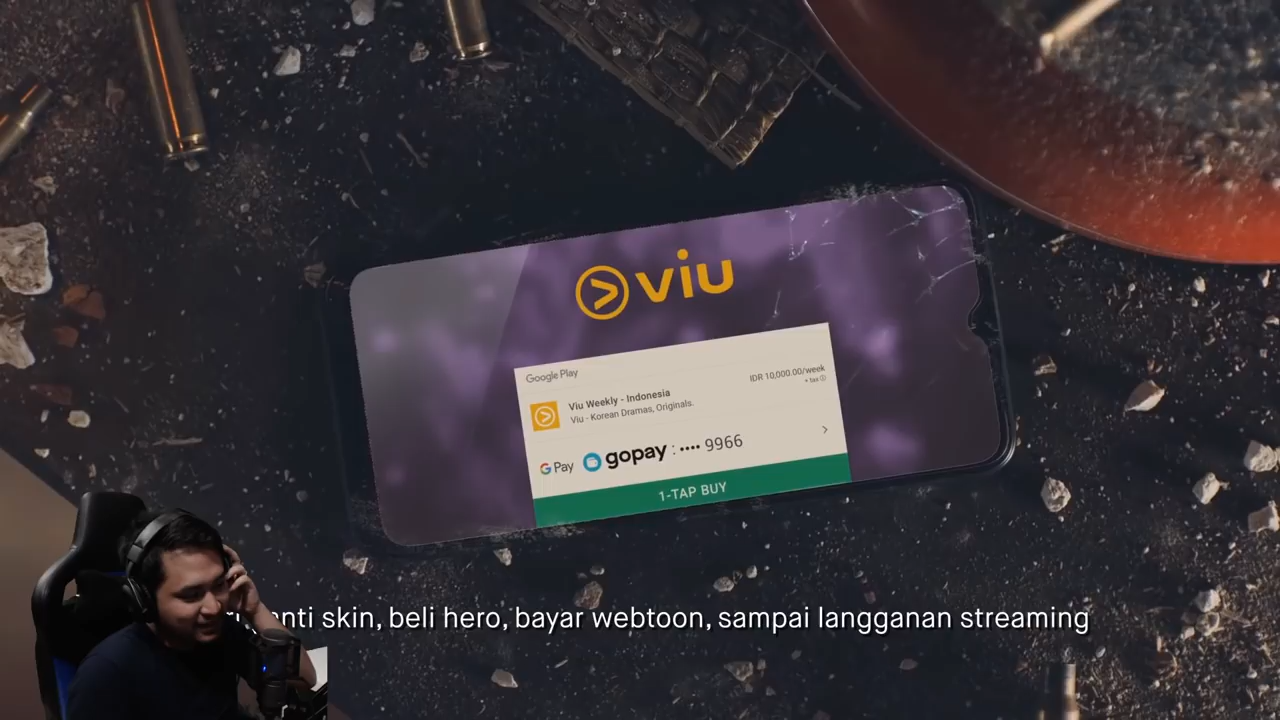 viu
Google Play
Viu Weekly - Indonesia
IDR 10,000.00/week
+ tax
Viu - Korean Dramas, Originals.
G Pay gopay : •••• 9966
1-TAP BUY
skin, beli hero, bayar webtoon, sampai langganan streaming